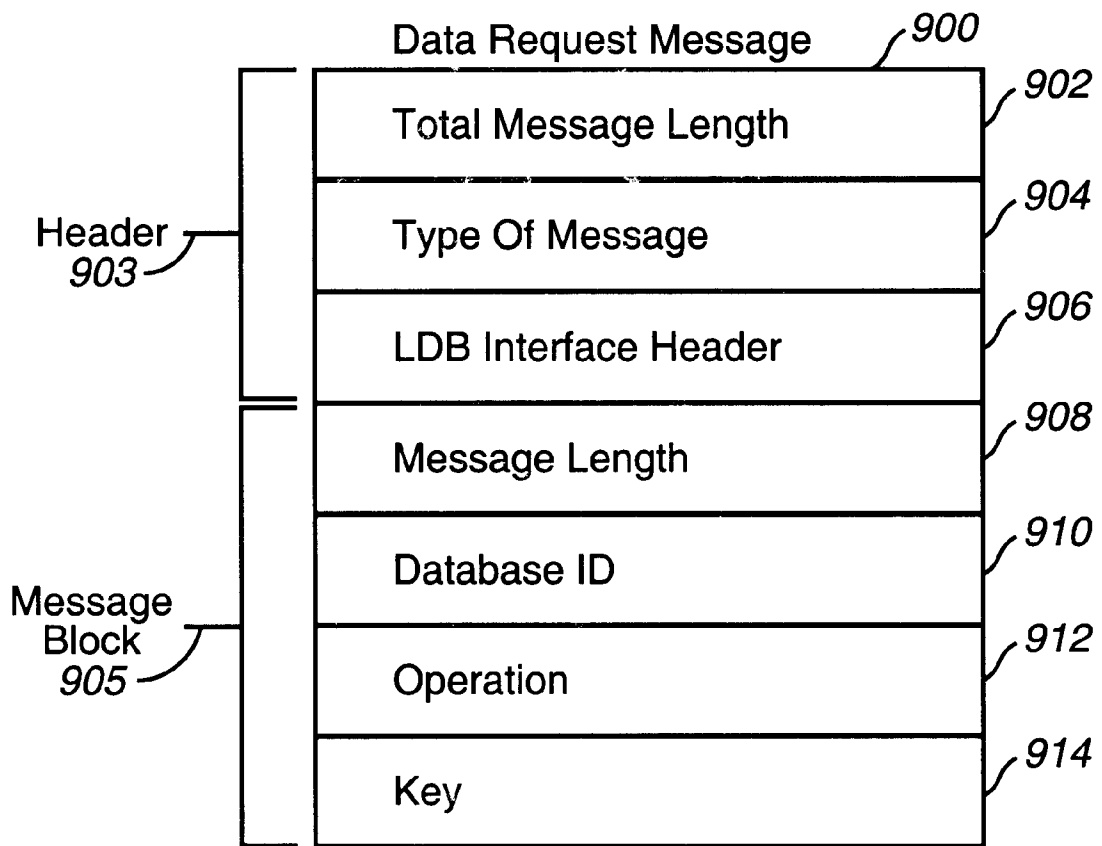 Data Request Message 900
Total Message Length 902
Header
903
Type Of Message 904
LDB Interface Header 906
Message Length 908
Database ID 910
Message
Block
905
Operation 912
Key 914